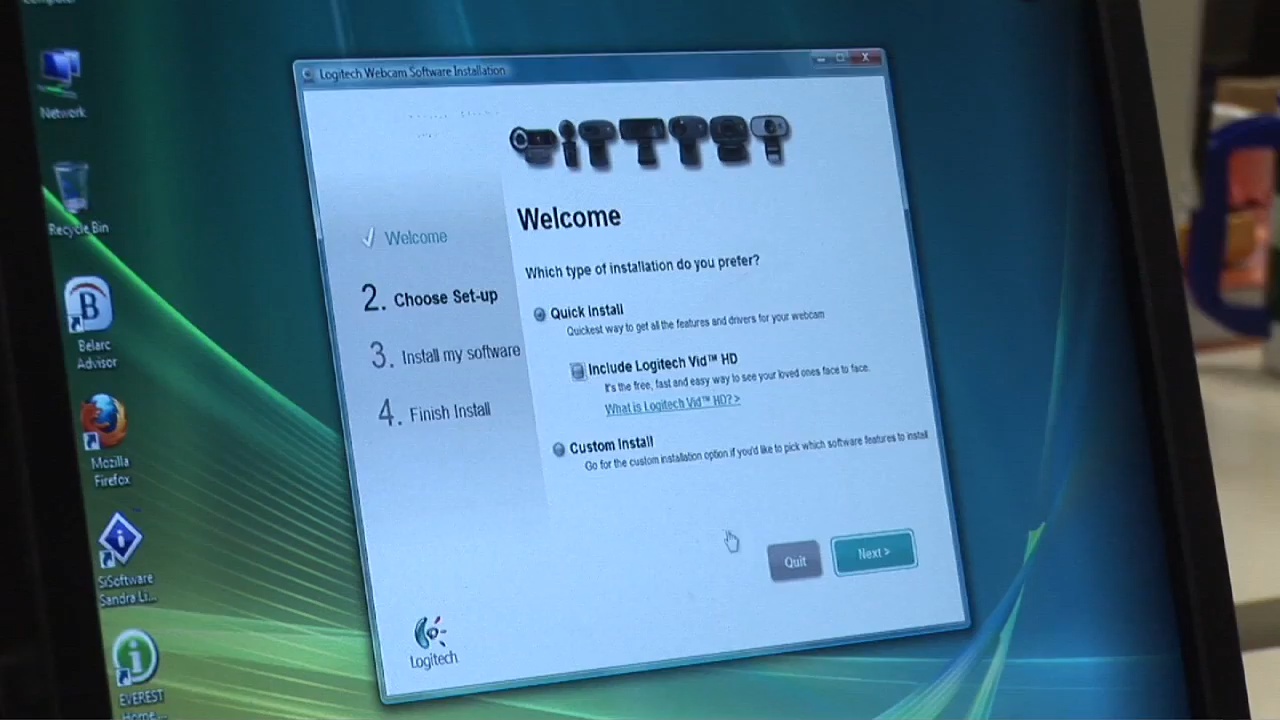 Computer
Network
Recycle Bin
Belarc
Advisor
Mozilla
Firefox
SiSoftware
Sandra Li...
EVEREST
Home...
Logitech Webcam Software Installation
Welcome
2. Choose Set-up
3. Install my software
4. Finish Install
Logitech
Welcome
Which type of installation do you prefer?
Quick Install
Quickest way to get all the features and drivers for your webcam
Include Logitech Vid™ HD
It's the free, fast and easy way to see your loved ones face to face.
What is Logitech Vid™ HD? >
Custom Install
Go for the custom installation option if you'd like to pick which software features to install
Quit
Next >